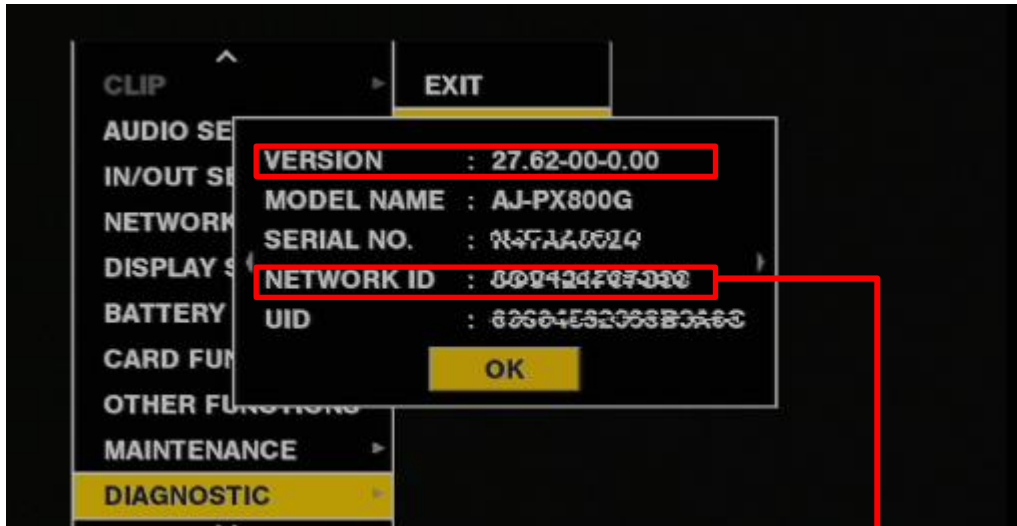 CLIP
EXIT
AUDIO SE
IN/OUT SE
NETWORK
DISPLAY S
BATTERY
CARD FUN
OTHER FUNCTIONS
MAINTENANCE
DIAGNOSTIC
VERSION : 27.62-00-0.00
MODEL NAME : AJ-PX800G
SERIAL NO. :
NETWORK ID :
UID :
OK